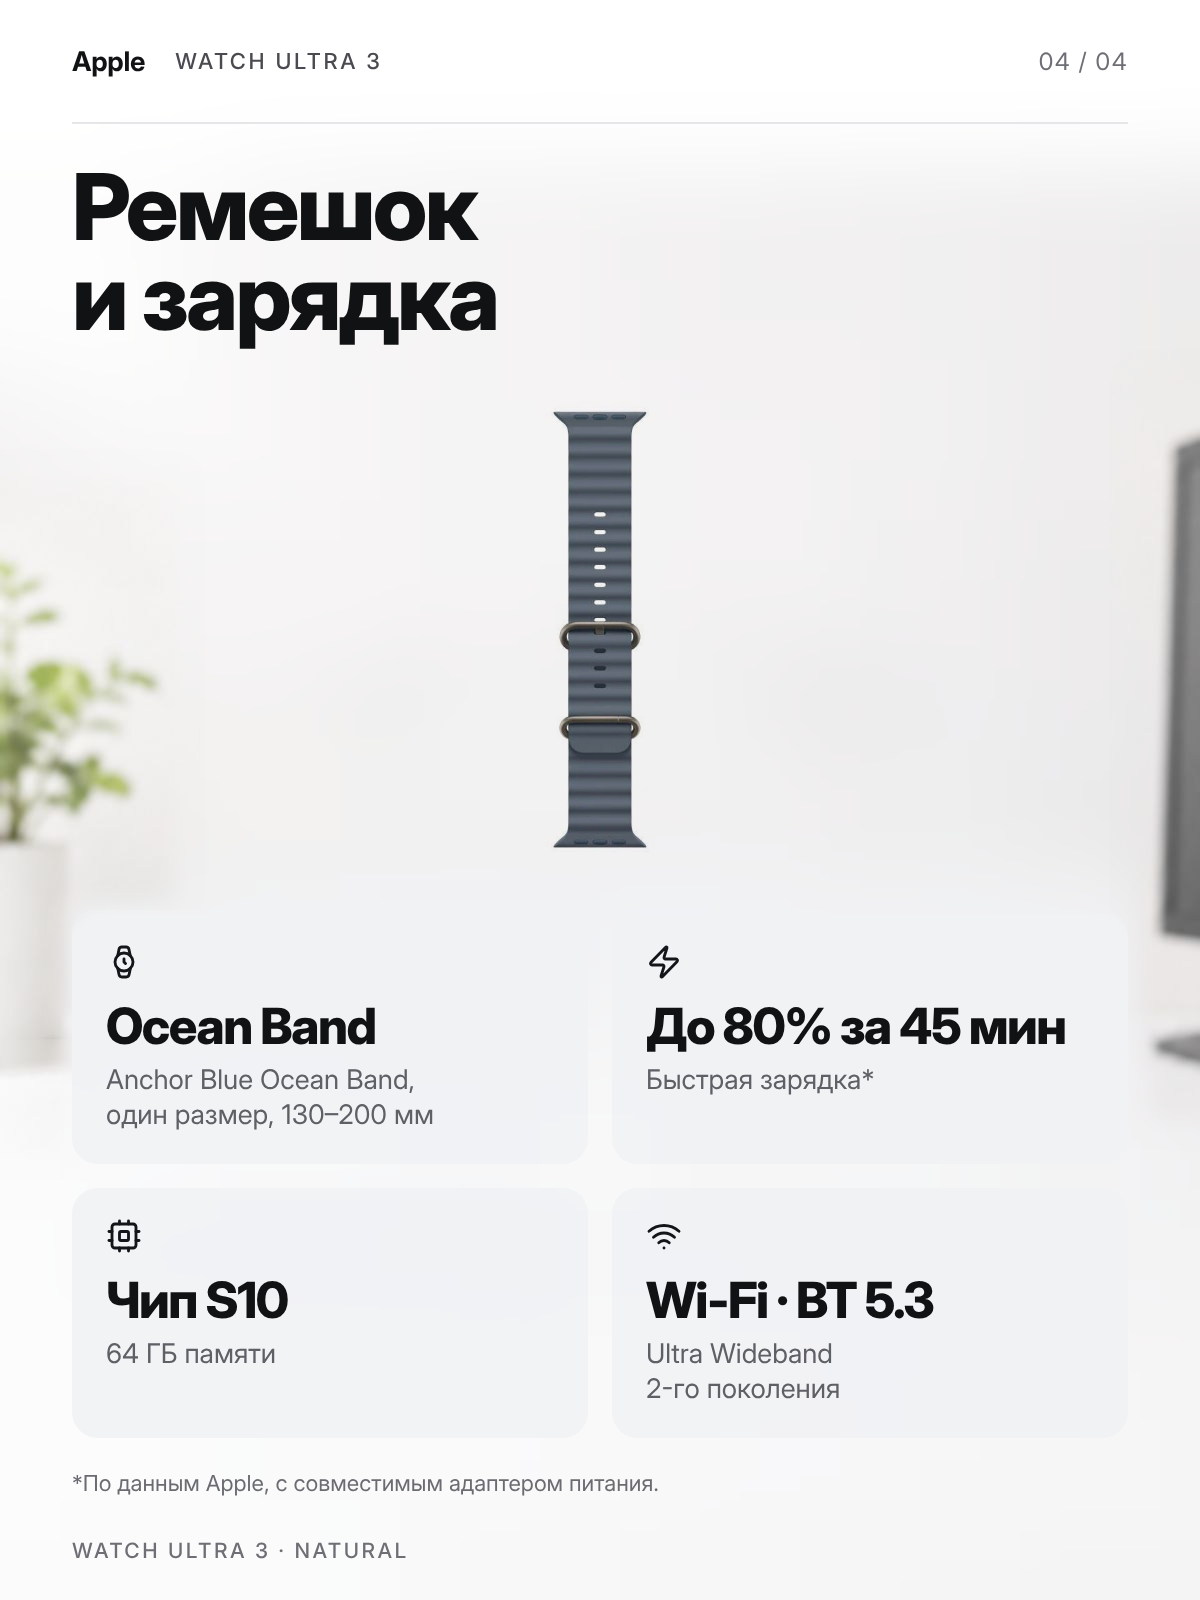 Apple WATCH ULTRA 3 04 / 04
Ремешок
и зарядка
Ocean Band
Anchor Blue Ocean Band,
один размер, 130–200 мм
До 80% за 45 мин
Быстрая зарядка*
Чип S10
64 ГБ памяти
Wi-Fi · BT 5.3
Ultra Wideband
2-го поколения
*По данным Apple, с совместимым адаптером питания.
WATCH ULTRA 3 · NATURAL